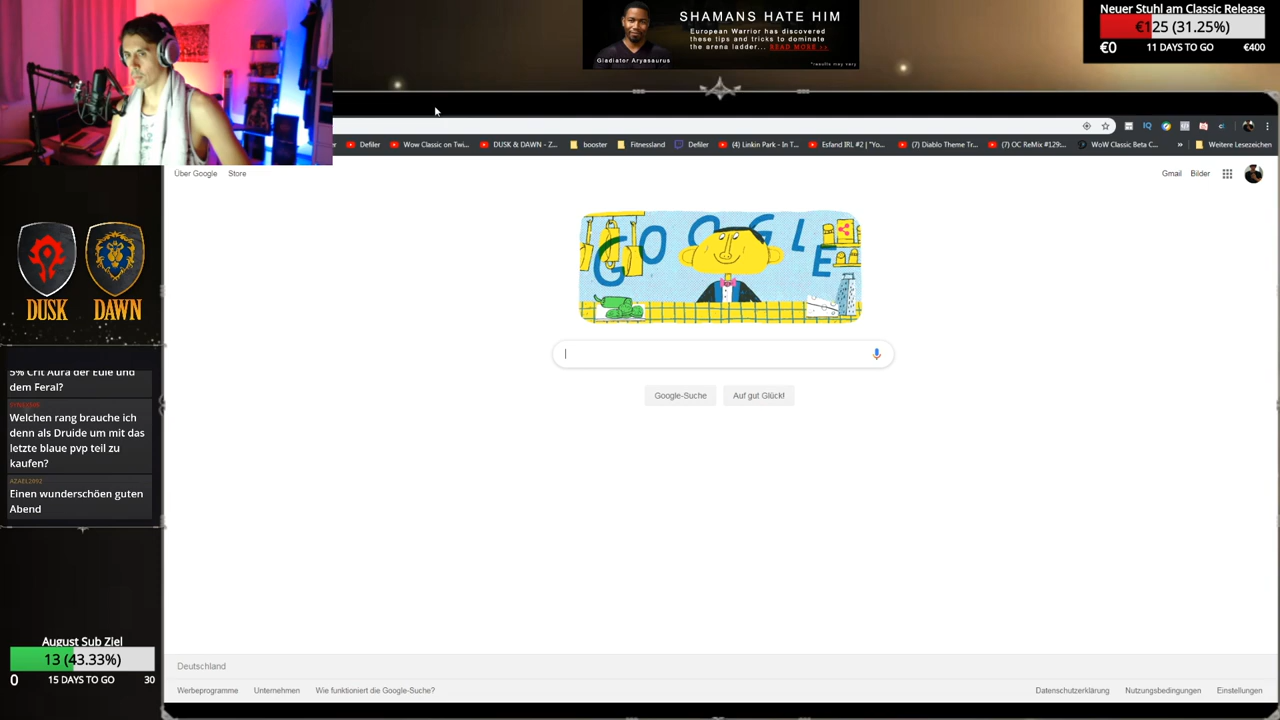 SHAMANS HATE HIM
European Warrior has discovered
these tips and tricks to dominate
the arena ladder... READ MORE >>
Gladiator Aryasaurus
*results may vary
Neuer Stuhl am Classic Release
€125 (31.25%)
€0 11 DAYS TO GO €400
Defiler
Wow Classic on Twi...
DUSK & DAWN - Z...
booster
Fitnessland
Defiler
(4) Linkin Park - In T...
Esfand IRL #2 | "Yo...
(7) Diablo Theme Tr...
(7) OC ReMix #129:...
WoW Classic Beta C...
»
Weitere Lesezeichen
Über Google Store
Gmail Bilder
GOOGLE
Google-Suche
Auf gut Glück!
DUSK DAWN
5% Crit Aura der Eule und
dem Feral?
Welchen rang brauche ich
denn als Druide um mit das
letzte blaue pvp teil zu
kaufen?
AZAEL2002
Einen wunderschöen guten
Abend
August Sub Ziel
13 (43.33%)
0 15 DAYS TO GO 30
Deutschland
Werbeprogramme Unternehmen Wie funktioniert die Google-Suche?
Datenschutzerklärung Nutzungsbedingungen Einstellungen